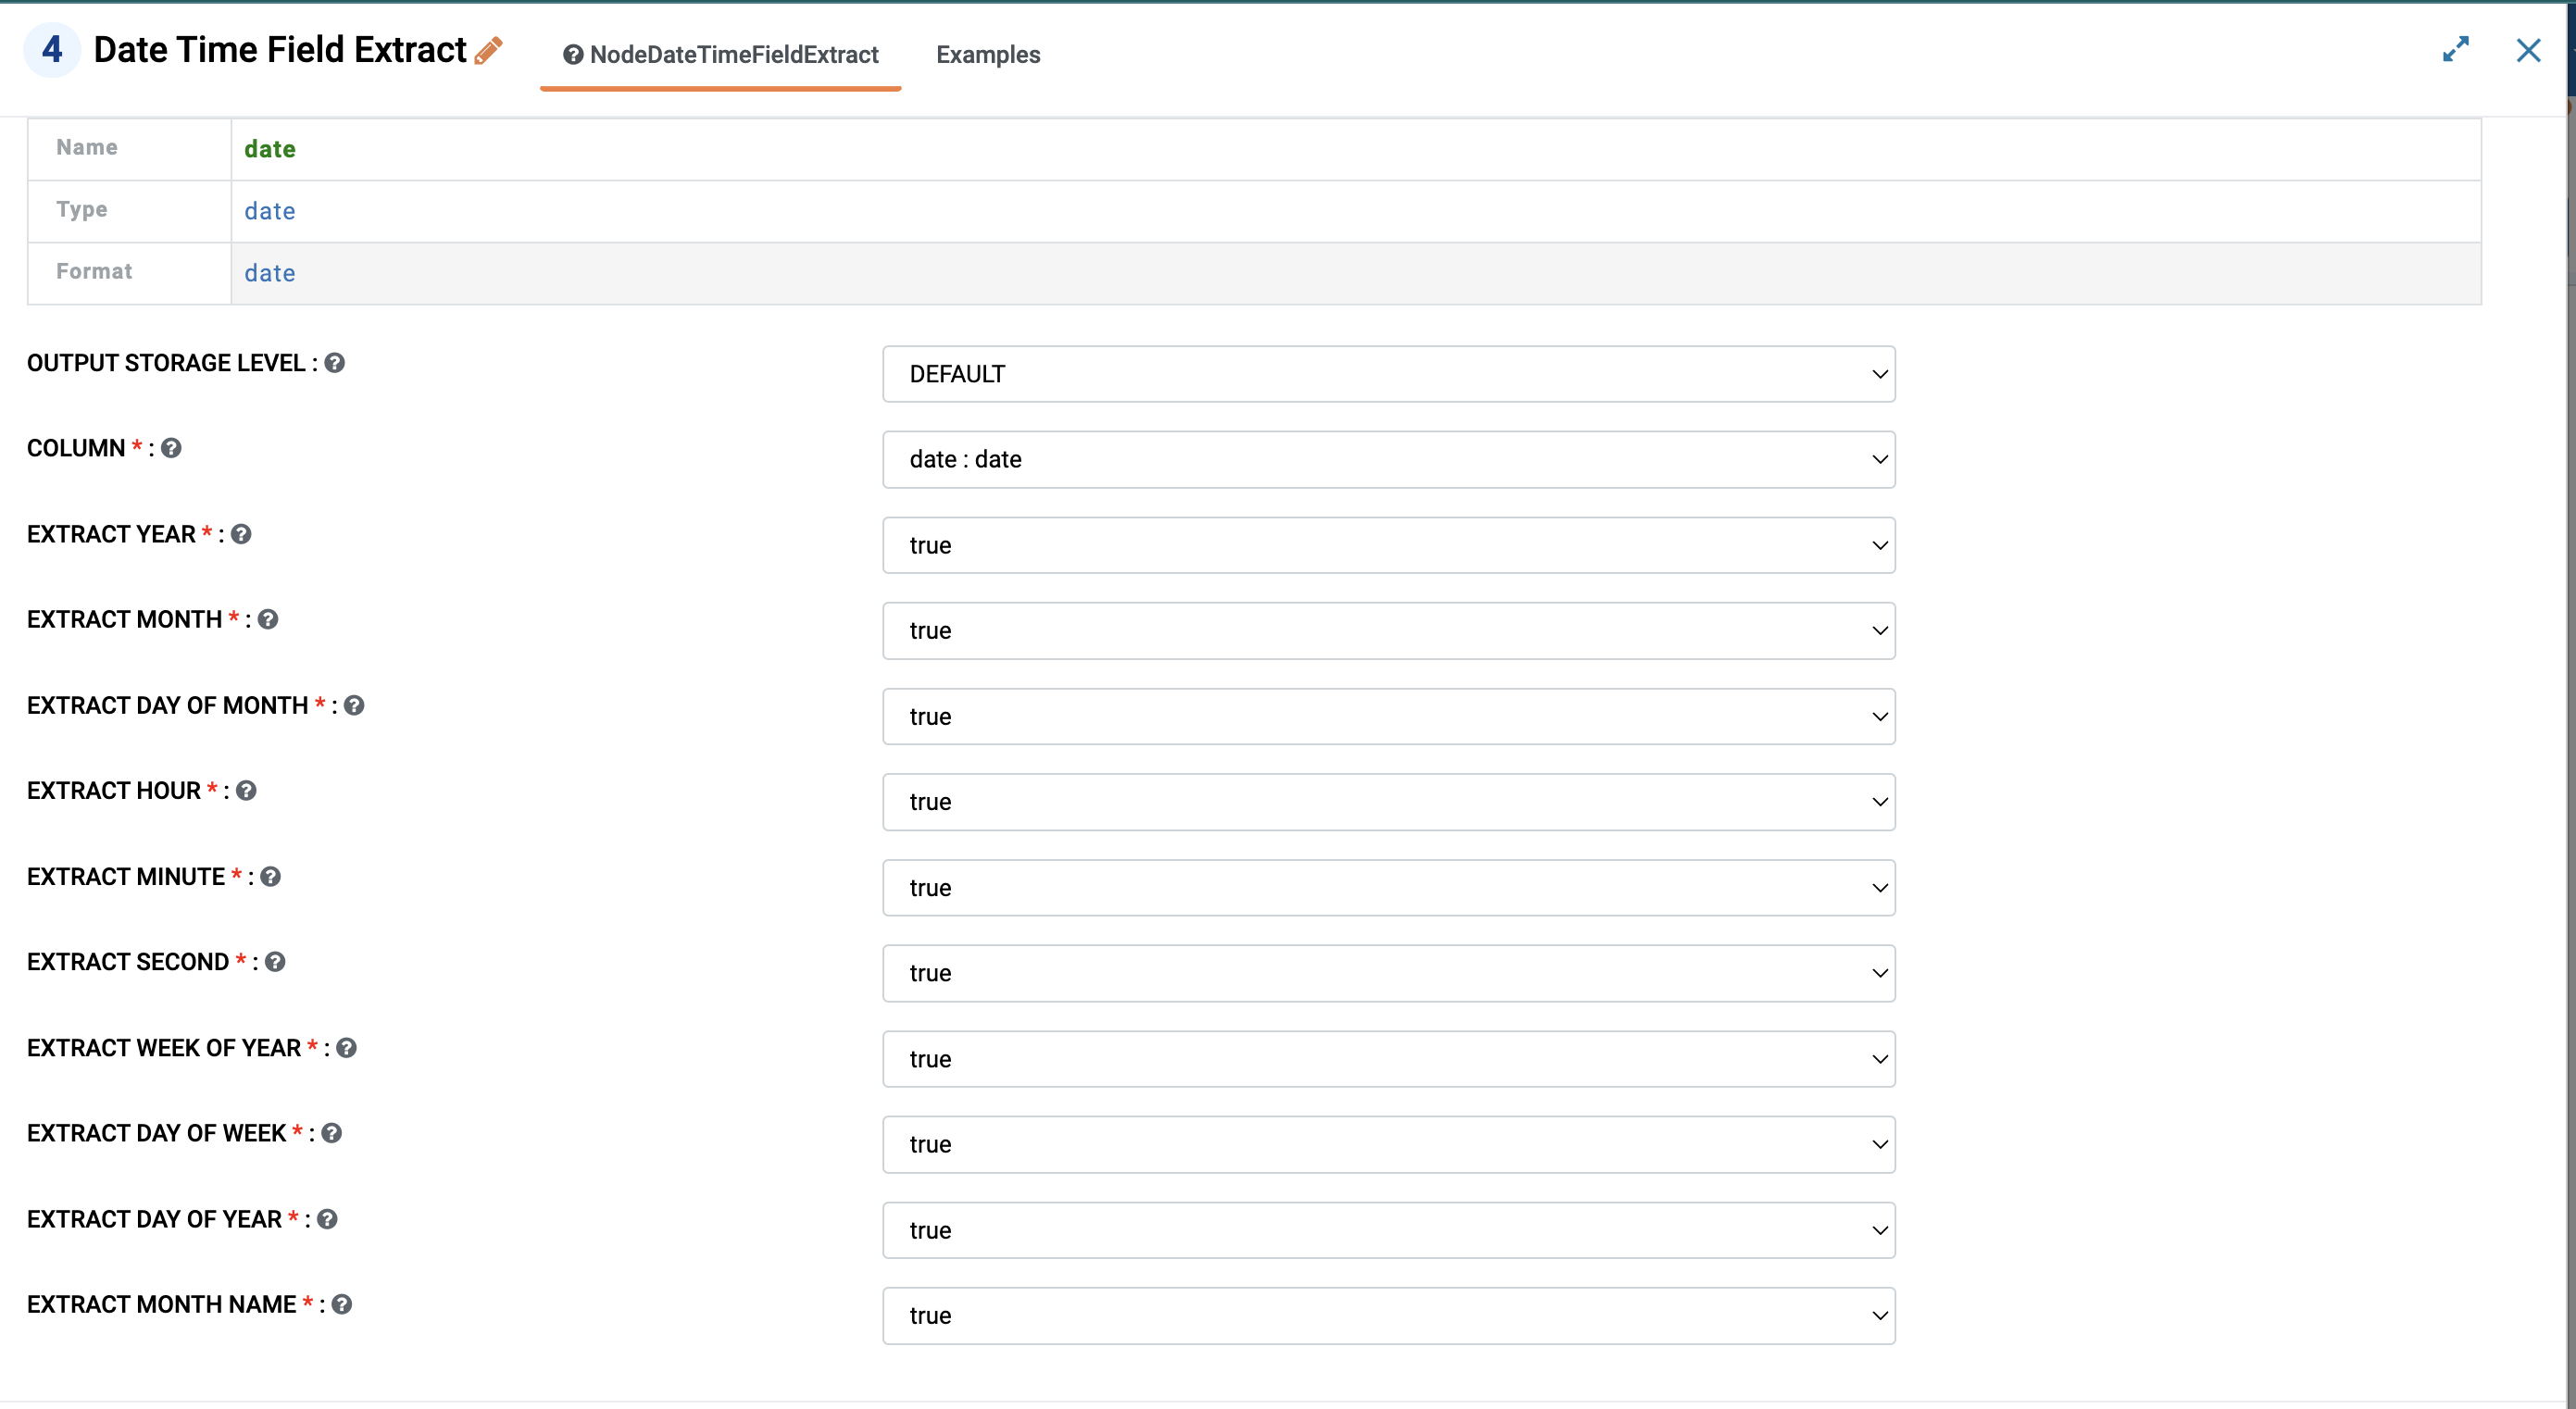 4 Date Time Field Extract NodeDateTimeFieldExtract Examples
Name date
Type date
Format date
OUTPUT STORAGE LEVEL : DEFAULT
COLUMN * : date : date
EXTRACT YEAR * : true
EXTRACT MONTH * : true
EXTRACT DAY OF MONTH * : true
EXTRACT HOUR * : true
EXTRACT MINUTE * : true
EXTRACT SECOND * : true
EXTRACT WEEK OF YEAR * : true
EXTRACT DAY OF WEEK * : true
EXTRACT DAY OF YEAR * : true
EXTRACT MONTH NAME * : true